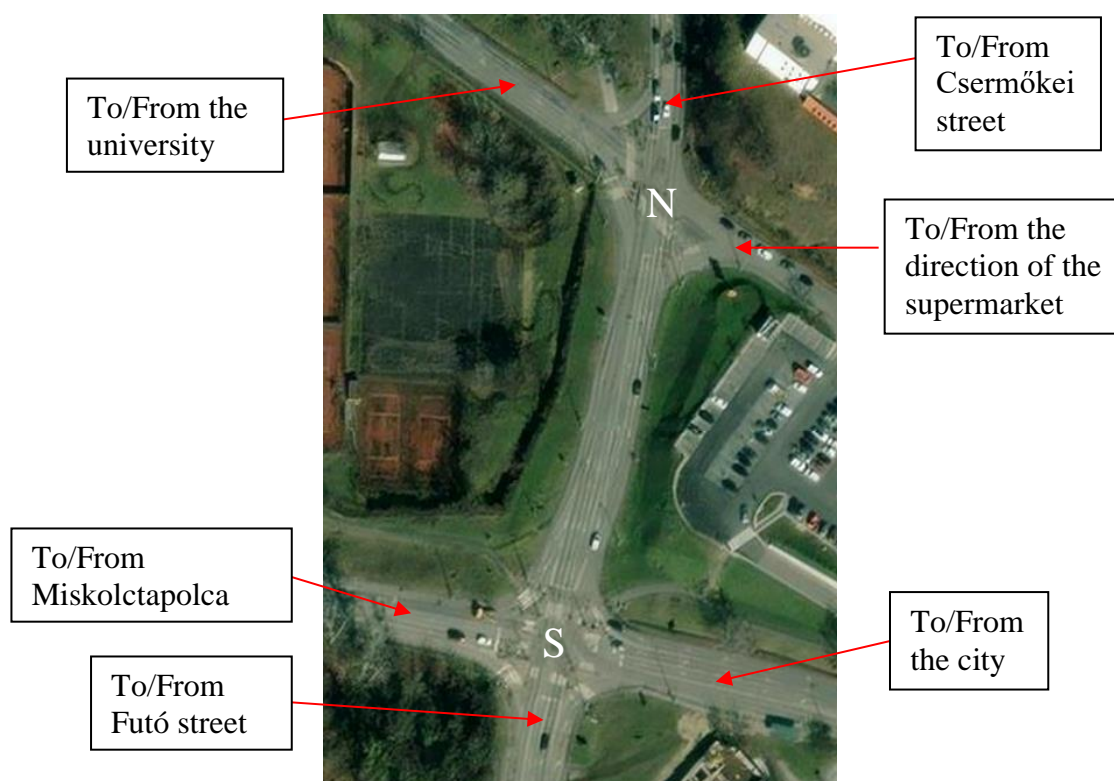 To/From the
university
To/From
Csermőkei
street
N
To/From the
direction of the
supermarket
To/From
Miskolctapolca
S
To/From
the city
To/From
Futó street